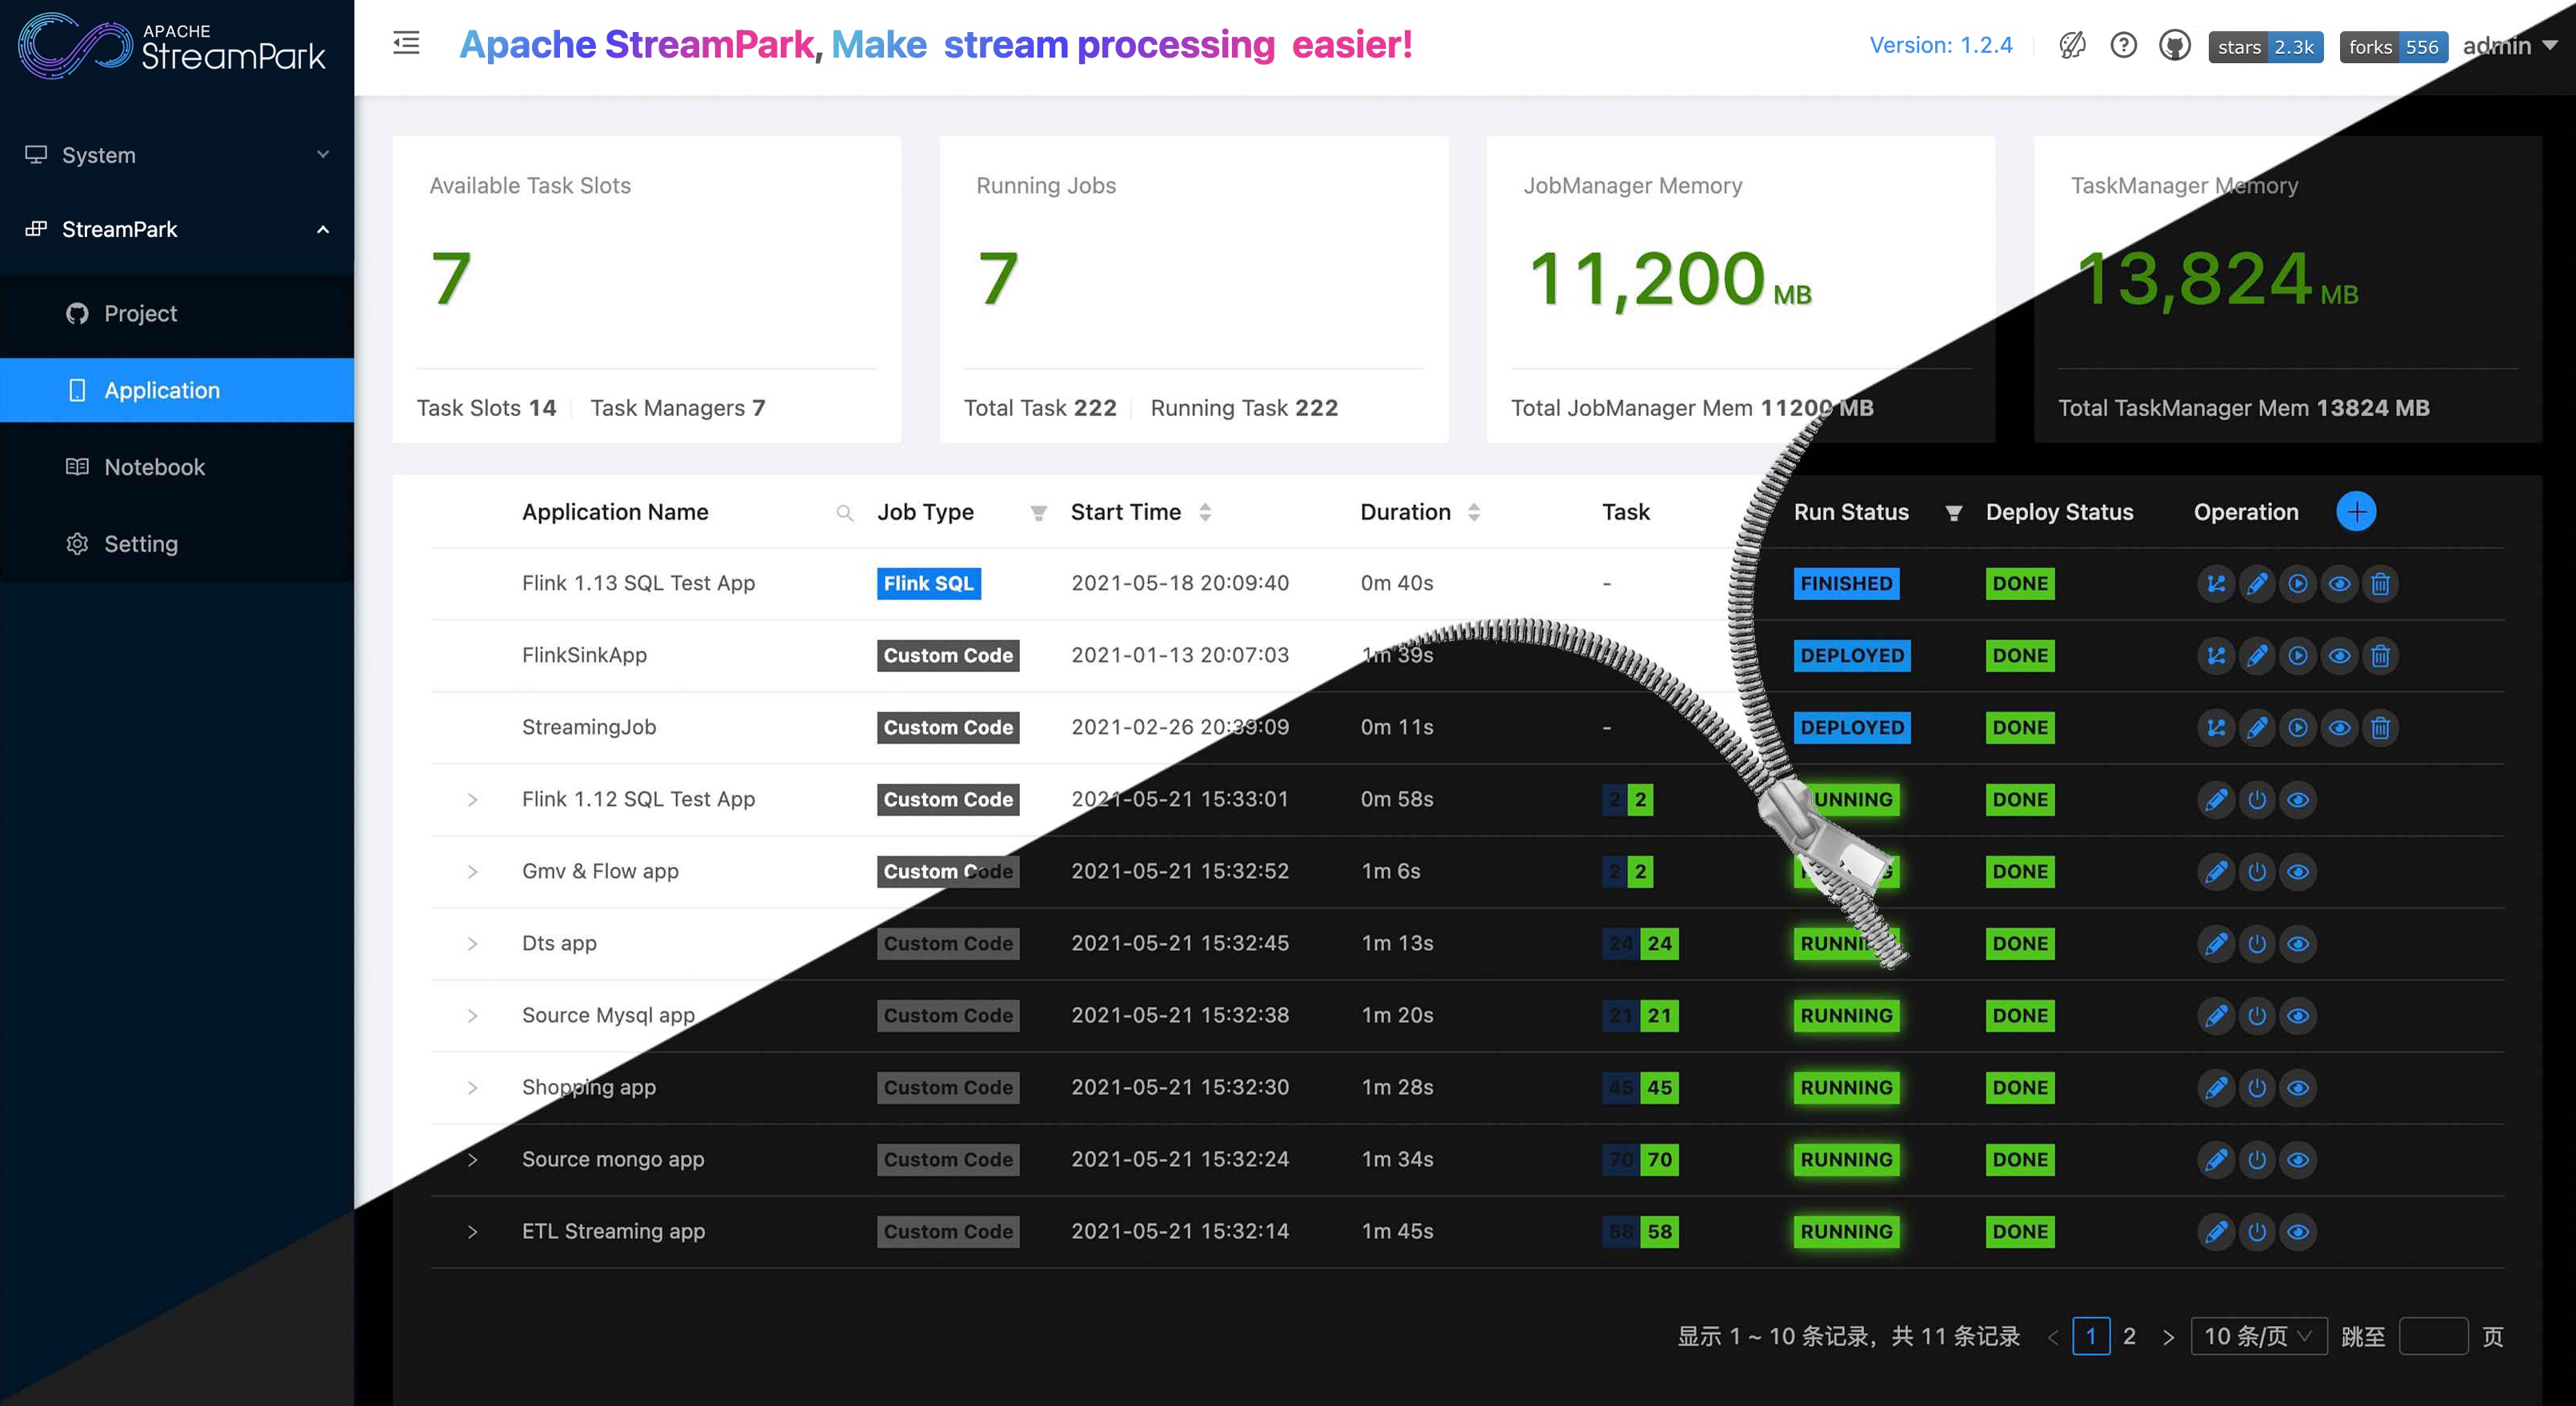 APACHE
StreamPark
Apache StreamPark, Make stream processing easier!
Version: 1.2.4
stars 2.3k
forks 556
admin
System
StreamPark
Project
Application
Notebook
Setting
Available Task Slots
7
Task Slots 14 Task Managers 7
Running Jobs
7
Total Task 222 Running Task 222
JobManager Memory
11,200 MB
Total JobManager Mem 11200 MB
TaskManager Memory
13,824 MB
Total TaskManager Mem 13824 MB
Application Name Job Type Start Time Duration Task Run Status Deploy Status Operation
Flink 1.13 SQL Test App Flink SQL 2021-05-18 20:09:40 0m 40s - FINISHED DONE
FlinkSinkApp Custom Code 2021-01-13 20:07:03 1m 39s DEPLOYED DONE
StreamingJob Custom Code 2021-02-26 20:39:09 0m 11s - DEPLOYED DONE
Flink 1.12 SQL Test App Custom Code 2021-05-21 15:33:01 0m 58s 2 2 UNNING DONE
Gmv & Flow app Custom Code 2021-05-21 15:32:52 1m 6s 2 2 DONE
Dts app Custom Code 2021-05-21 15:32:45 1m 13s 24 24 RUNNI DONE
Source Mysql app Custom Code 2021-05-21 15:32:38 1m 20s 21 21 RUNNING DONE
Shopping app Custom Code 2021-05-21 15:32:30 1m 28s 45 45 RUNNING DONE
Source mongo app Custom Code 2021-05-21 15:32:24 1m 34s 70 70 RUNNING DONE
ETL Streaming app Custom Code 2021-05-21 15:32:14 1m 45s 58 58 RUNNING DONE
显示 1 ~ 10 条记录，共 11 条记录 < 1 2 > 10 条/页 跳至 页